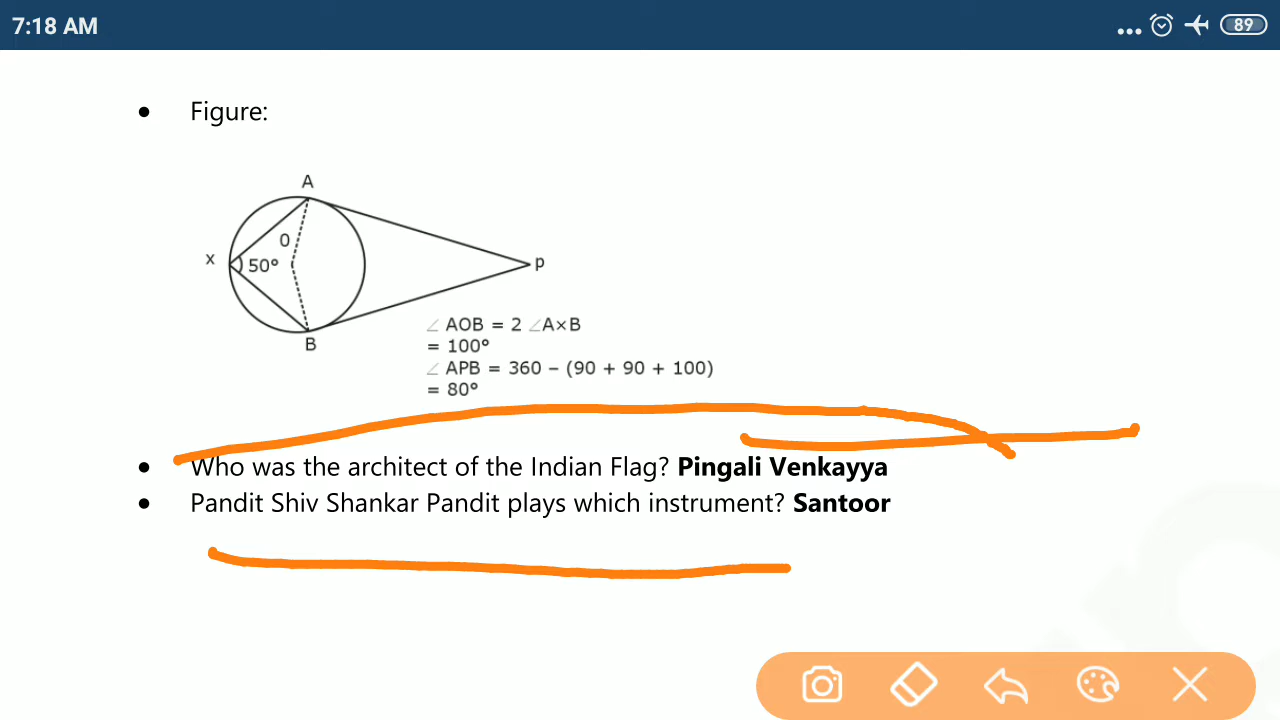 7:18 AM
89
• Figure:
A
0
x
50°
p
B
∠ AOB = 2 ∠A×B
= 100°
∠ APB = 360 – (90 + 90 + 100)
= 80°
• Who was the architect of the Indian Flag? Pingali Venkayya
• Pandit Shiv Shankar Pandit plays which instrument? Santoor